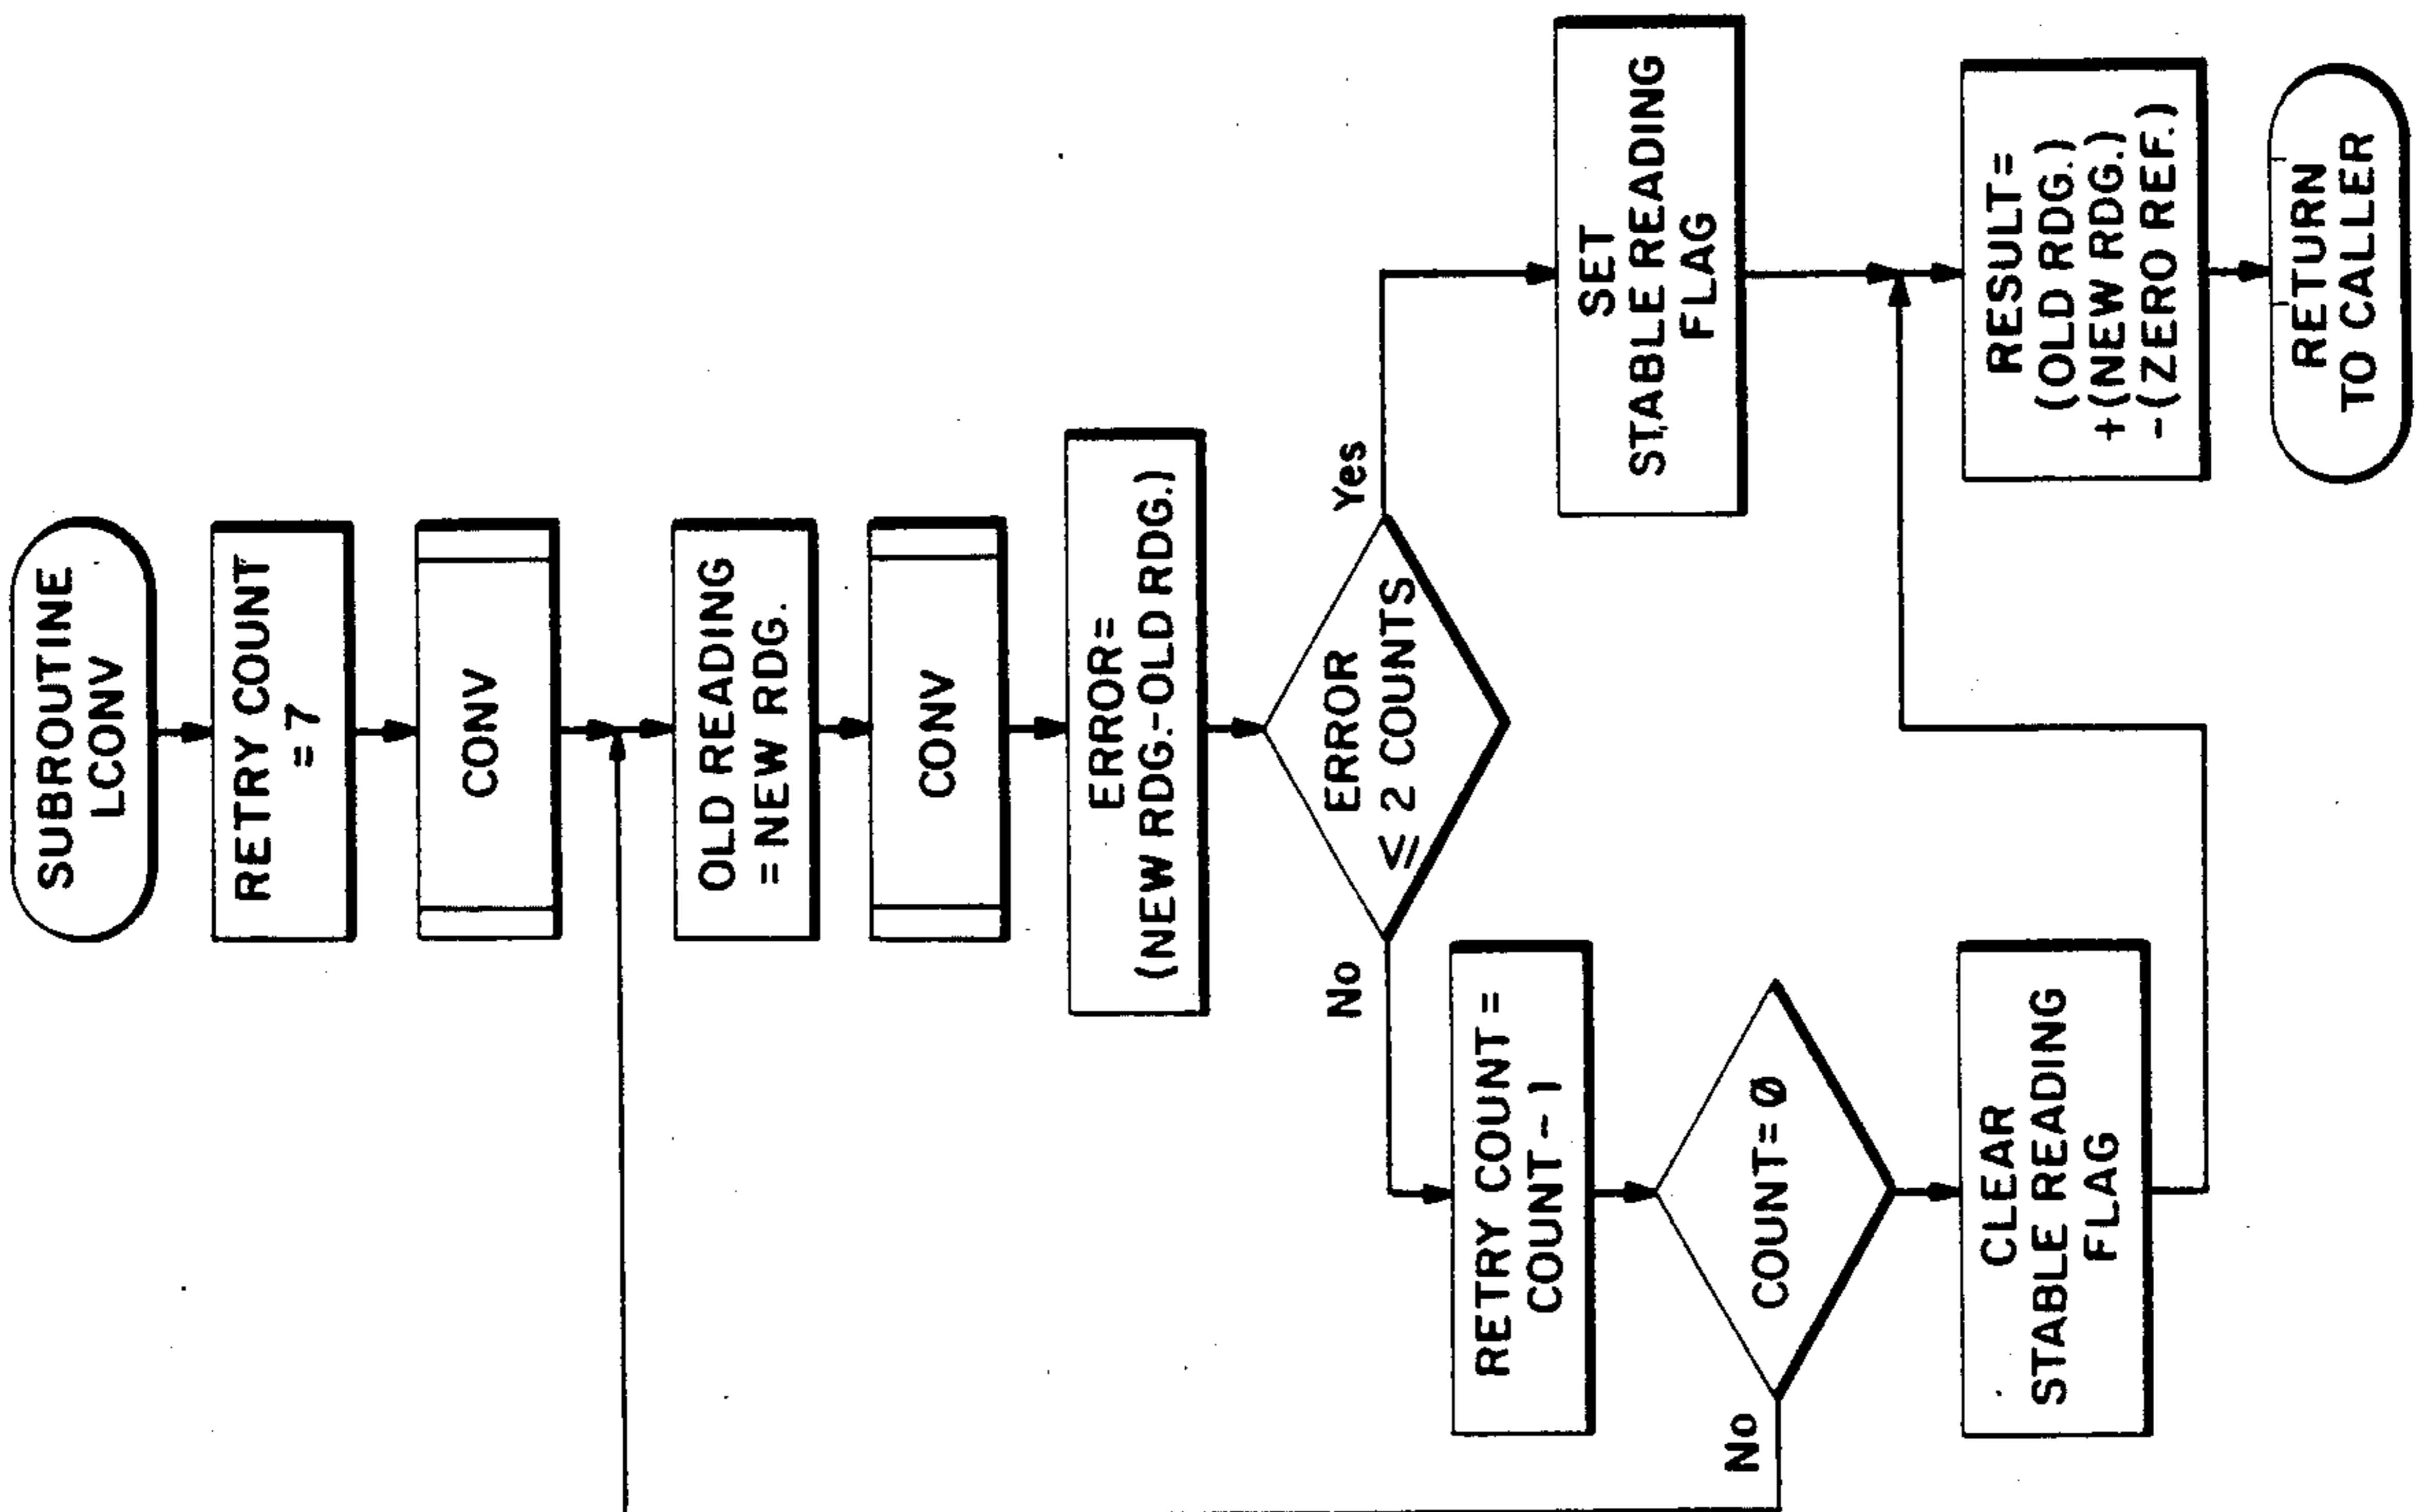 SUBROUTINE
LCONV
RETRY COUNT
= 7
CONV
OLD READING
= NEW RDG.
CONV
ERROR=
(NEW RDG.-OLD RDG.)
ERROR
≤ 2 COUNTS
No
Yes
RETRY COUNT =
COUNT - 1
COUNT = Ø
No
CLEAR
STABLE READING
FLAG
SET
STABLE READING
FLAG
RESULT=
(OLD RDG.)
+(NEW RDG.)
-(ZERO REF.)
RETURN
TO CALLER